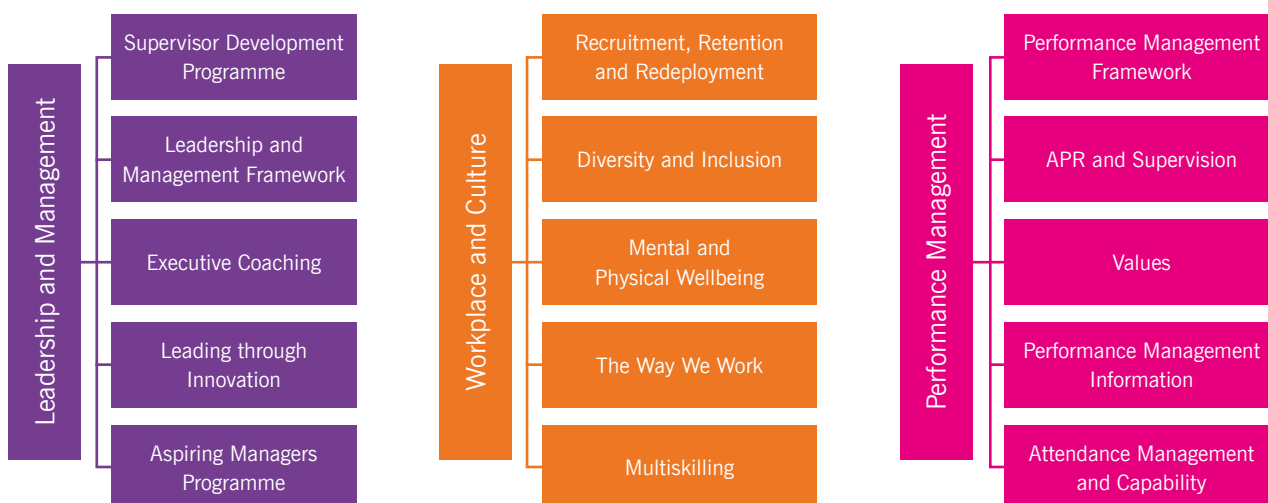 Leadership and Management
Supervisor Development
Programme
Leadership and
Management Framework
Executive Coaching
Leading through
Innovation
Aspiring Managers
Programme
Workplace and Culture
Recruitment, Retention
and Redeployment
Diversity and Inclusion
Mental and
Physical Wellbeing
The Way We Work
Multiskilling
Performance Management
Performance Management
Framework
APR and Supervision
Values
Performance Management
Information
Attendance Management
and Capability